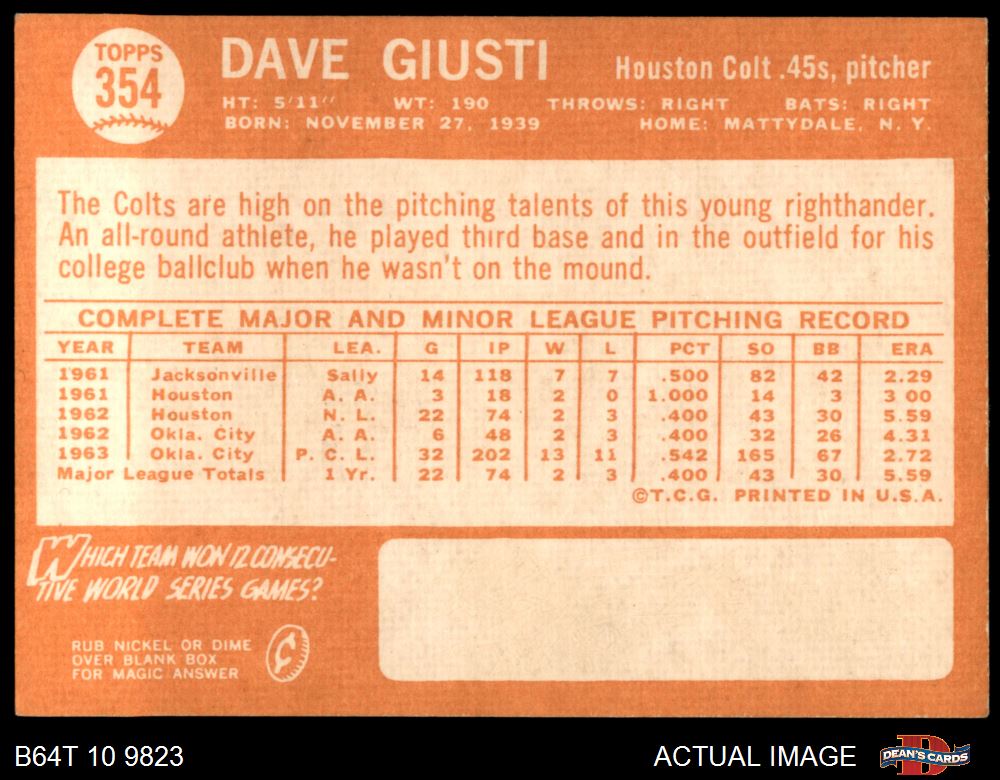 TOPPS
354
DAVE GIUSTI
Houston Colt .45s, pitcher
HT: 5'11" WT: 190 THROWS: RIGHT BATS: RIGHT
BORN: NOVEMBER 27, 1939 HOME: MATTYDALE, N. Y.
The Colts are high on the pitching talents of this young righthander.
An all-round athlete, he played third base and in the outfield for his
college ballclub when he wasn't on the mound.
COMPLETE MAJOR AND MINOR LEAGUE PITCHING RECORD
YEAR TEAM LEA. G IP W L PCT SO BB ERA
1961 Jacksonville Sally 14 118 7 7 .500 82 42 2.29
1961 Houston A. A. 3 18 2 0 1.000 14 3 3 00
1962 Houston N. L. 22 74 2 3 .400 43 30 5.59
1962 Okla. City A. A. 6 48 2 3 .400 32 26 4.31
1963 Okla. City P. C. L. 32 202 13 11 .542 165 67 2.72
Major League Totals 1 Yr. 22 74 2 3 .400 43 30 5.59
©T.C.G. PRINTED IN U.S.A.
WHICH TEAM WON 12 CONSECU-
TIVE WORLD SERIES GAMES?
RUB NICKEL OR DIME
OVER BLANK BOX
FOR MAGIC ANSWER
¢
B64T 10 9823
ACTUAL IMAGE
D
DEAN'S CARDS